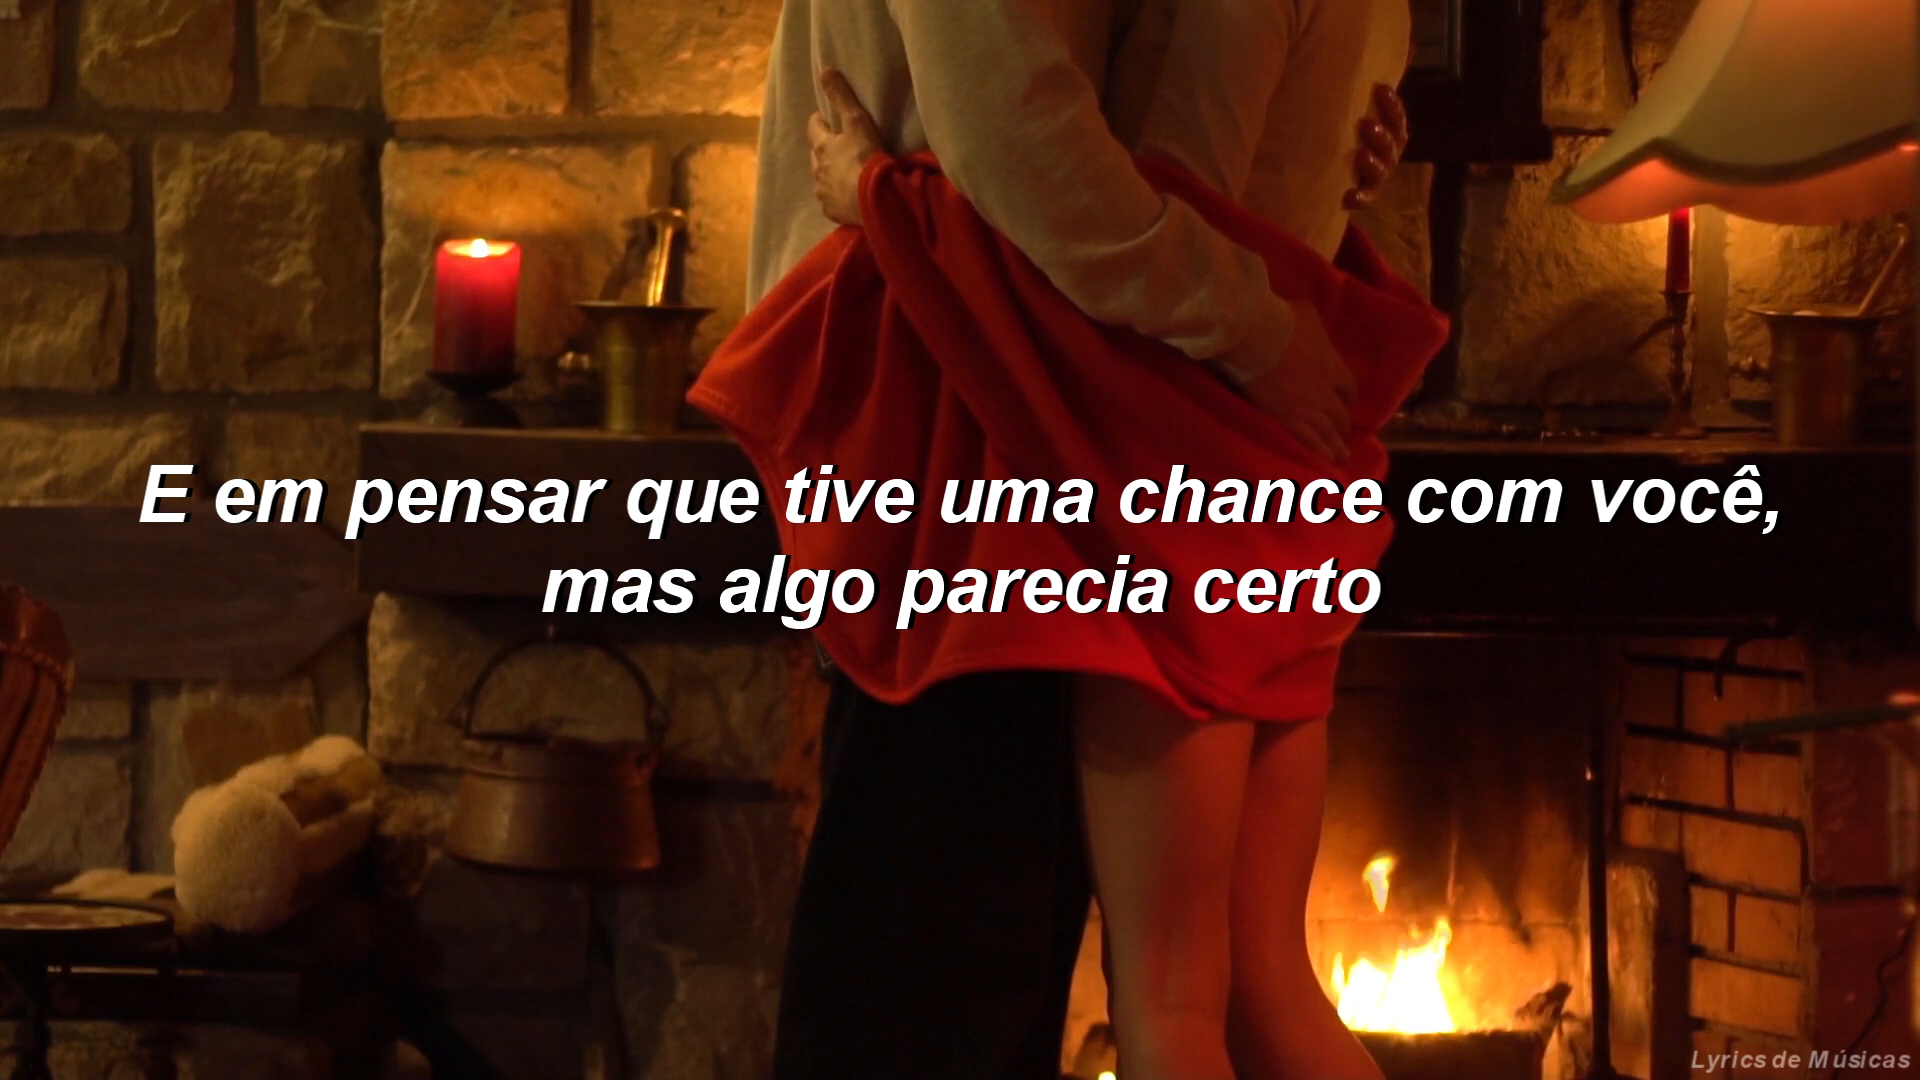 E em pensar que tive uma chance com você,
mas algo parecia certo
Lyrics de Músicas